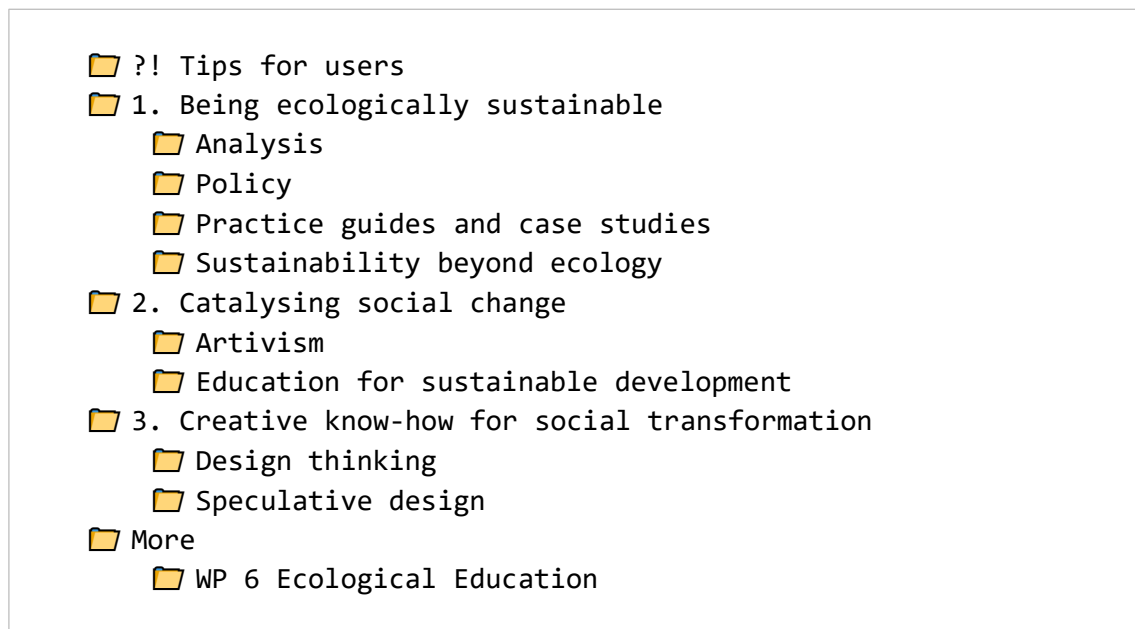 ?! Tips for users
1. Being ecologically sustainable
Analysis
Policy
Practice guides and case studies
Sustainability beyond ecology
2. Catalysing social change
Artivism
Education for sustainable development
3. Creative know-how for social transformation
Design thinking
Speculative design
More
WP 6 Ecological Education